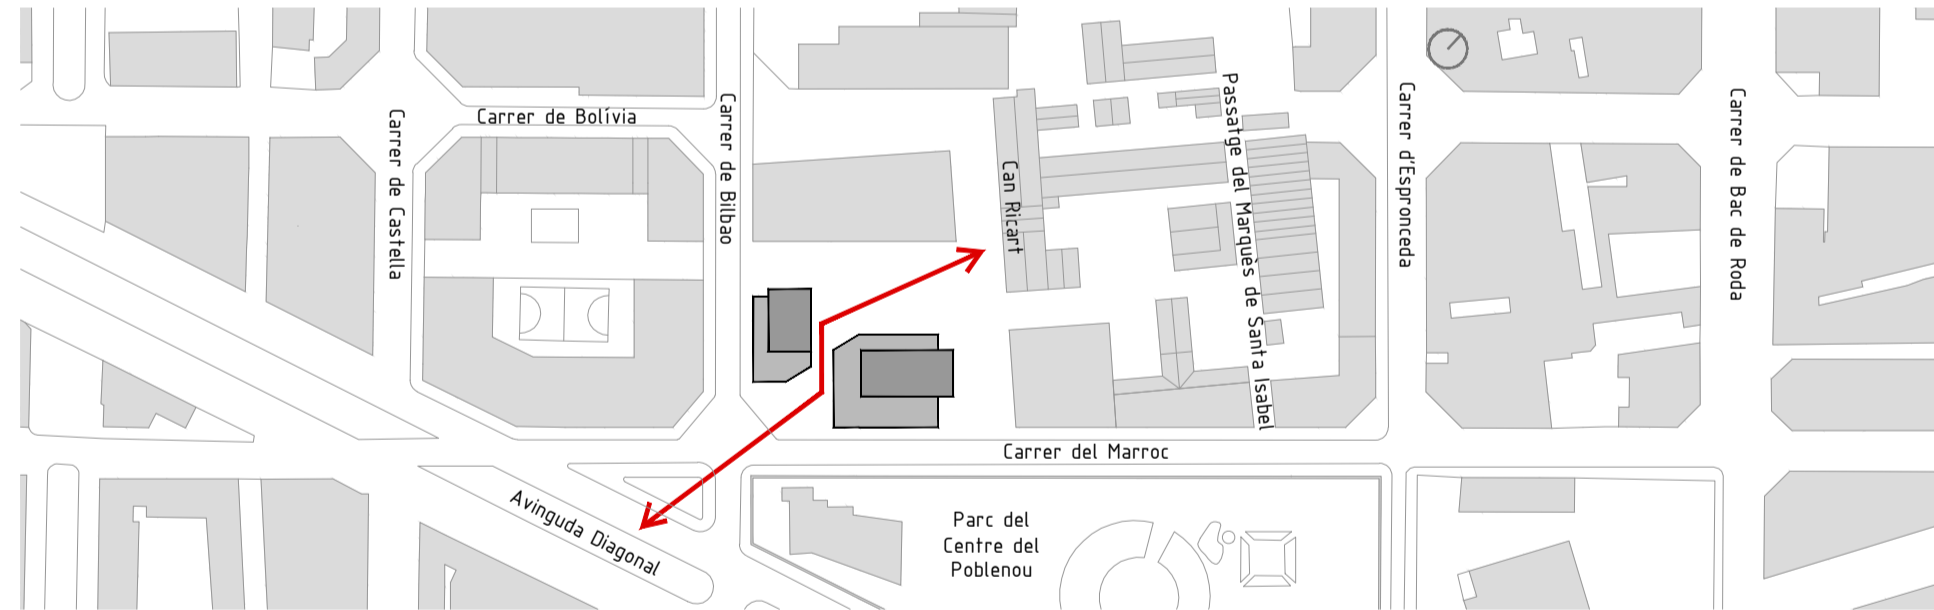 Carrer de Bolívia
Carrer de Castella
Carrer de Bilbao
Can Ricart
Passatge del Marquès de Santa Isabel
Carrer d'Espronceda
Carrer de Bac de Roda
Carrer del Marroc
Avinguda Diagonal
Parc del
Centre del
Poblenou